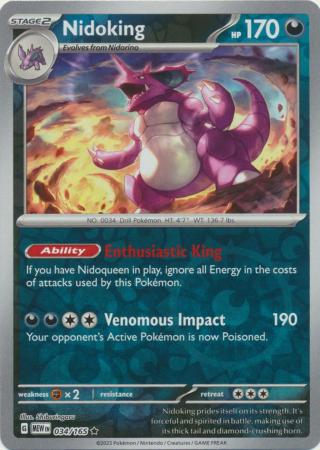 STAGE2 Nidoking HP 170
Evolves from Nidorino
NO. 0034 Drill Pokémon HT: 4'7" WT: 136.7 lbs.
Ability Enthusiastic King
If you have Nidoqueen in play, ignore all Energy in the costs
of attacks used by this Pokémon.
Venomous Impact 190
Your opponent's Active Pokémon is now Poisoned.
weakness ×2 resistance retreat
Illus. Shiburingaru
G MEW EN 034/165 ★
Nidoking prides itself on its strength. It's
forceful and spirited in battle, making use
of its thick tail and diamond-crushing horn.
©2023 Pokémon / Nintendo / Creatures / GAME FREAK